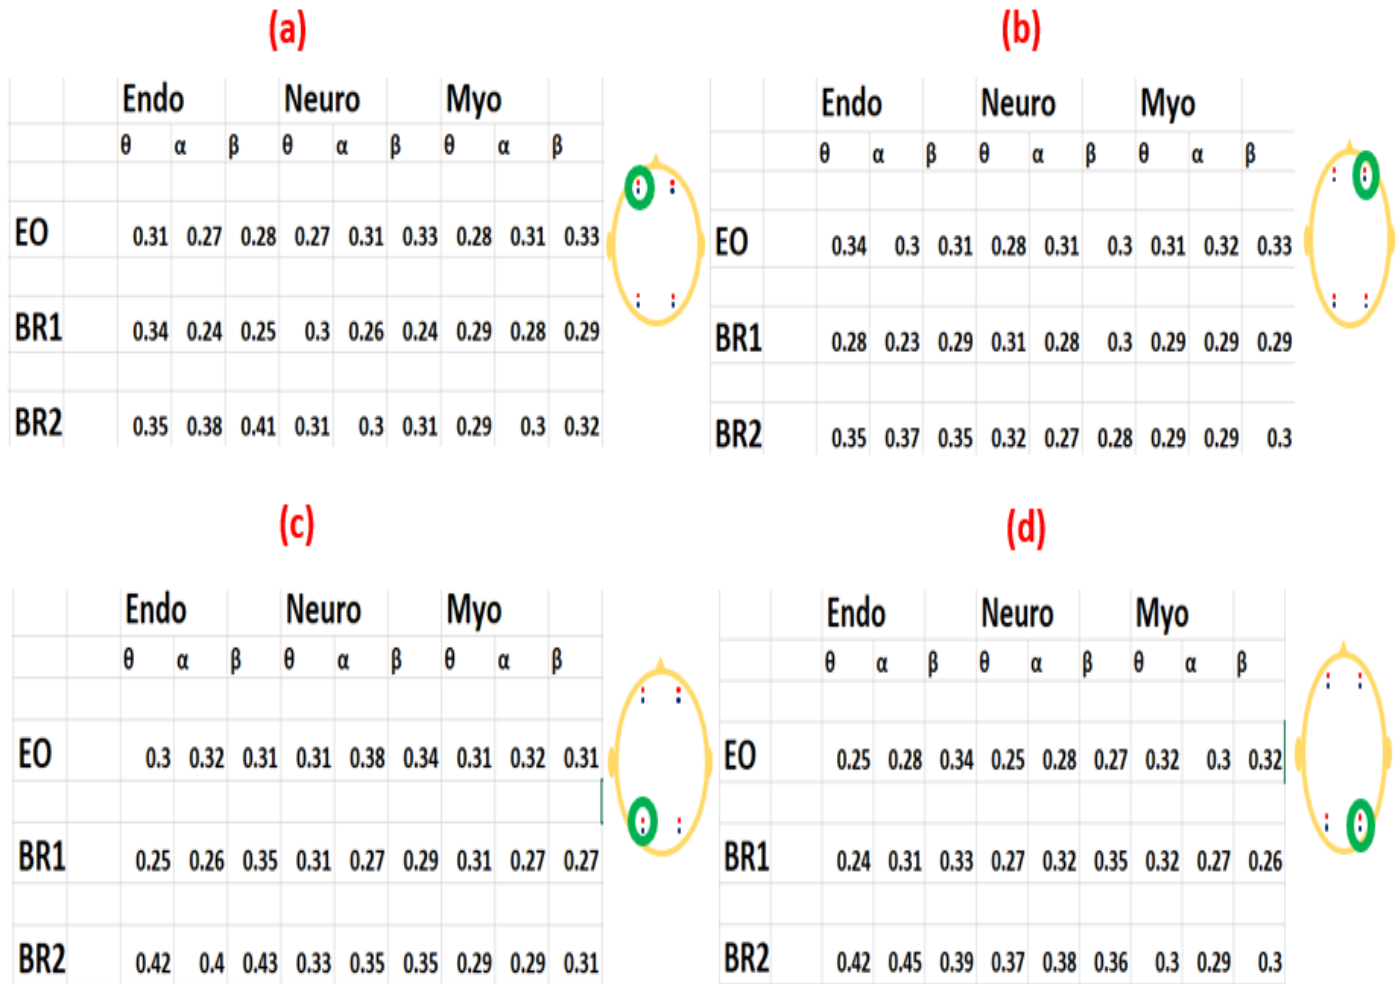 (a)
Endo Neuro Myo
θ α β θ α β θ α β
EO 0.31 0.27 0.28 0.27 0.31 0.33 0.28 0.31 0.33
BR1 0.34 0.24 0.25 0.3 0.26 0.24 0.29 0.28 0.29
BR2 0.35 0.38 0.41 0.31 0.3 0.31 0.29 0.3 0.32
(b)
Endo Neuro Myo
θ α β θ α β θ α β
EO 0.34 0.3 0.31 0.28 0.31 0.3 0.31 0.32 0.33
BR1 0.28 0.23 0.29 0.31 0.28 0.3 0.29 0.29 0.29
BR2 0.35 0.37 0.35 0.32 0.27 0.28 0.29 0.29 0.3
(c)
Endo Neuro Myo
θ α β θ α β θ α β
EO 0.3 0.32 0.31 0.31 0.38 0.34 0.31 0.32 0.31
BR1 0.25 0.26 0.35 0.31 0.27 0.29 0.31 0.27 0.27
BR2 0.42 0.4 0.43 0.33 0.35 0.35 0.29 0.29 0.31
(d)
Endo Neuro Myo
θ α β θ α β θ α β
EO 0.25 0.28 0.34 0.25 0.28 0.27 0.32 0.3 0.32
BR1 0.24 0.31 0.33 0.27 0.32 0.35 0.32 0.27 0.26
BR2 0.42 0.45 0.39 0.37 0.38 0.36 0.3 0.29 0.3